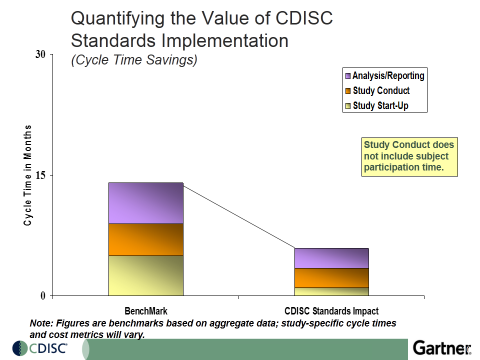 Quantifying the Value of CDISC
Standards Implementation
(Cycle Time Savings)
30
Analysis/Reporting
Study Conduct
Study Start-Up
Study Conduct does
not include subject
participation time.
Cycle Time in Months
15
0
BenchMark
CDISC Standards Impact
Note: Figures are benchmarks based on aggregate data; study-specific cycle times
and cost metrics will vary.
CDISC
Gartner